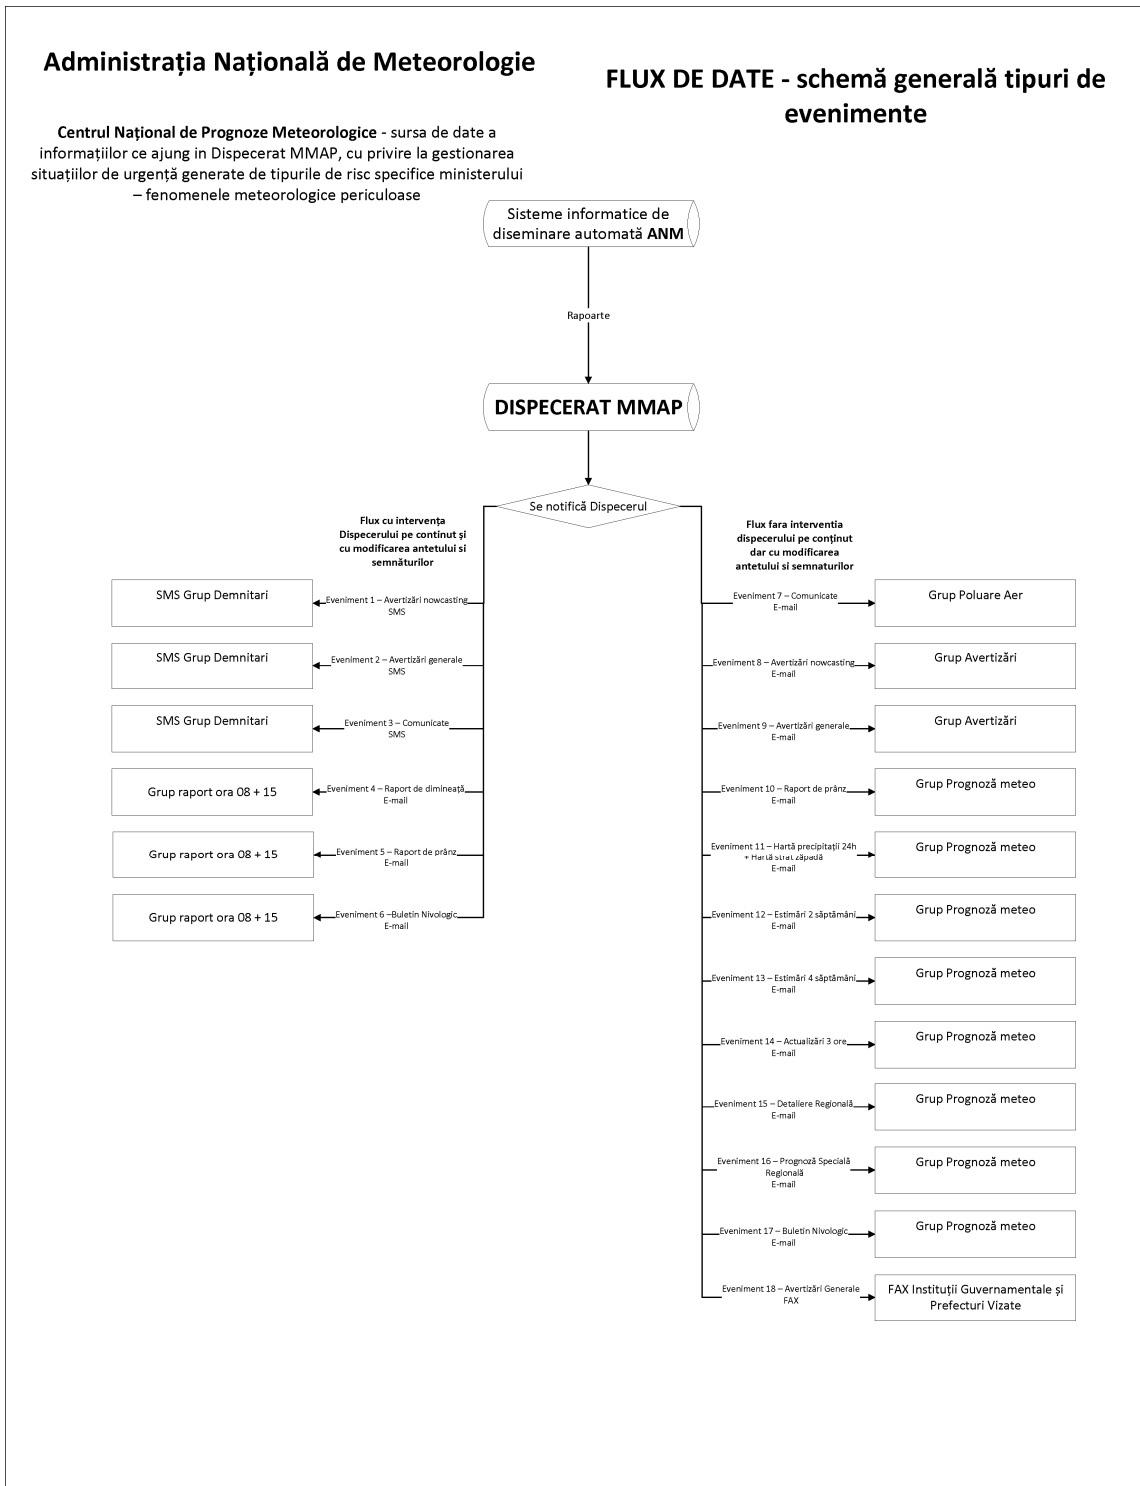 Administrația Națională de Meteorologie
FLUX DE DATE - schemă generală tipuri de
evenimente
Centrul Național de Prognoze Meteorologice - sursa de date a
informațiilor ce ajung in Dispecerat MMAP, cu privire la gestionarea
situațiilor de urgență generate de tipurile de risc specifice ministerului
– fenomenele meteorologice periculoase
Sisteme informatice de
diseminare automată ANM
Rapoarte
DISPECERAT MMAP
Se notifică Dispecerul
Flux cu intervența
Dispecerului pe continut și
cu modificarea antetului si
semnăturilor
Flux fara interventia
dispecerului pe conținut
dar cu modificarea
antetului si semnaturilor
SMS Grup Demnitari
Eveniment 1 – Avertizări nowcasting
SMS
SMS Grup Demnitari
Eveniment 2 – Avertizări generale
SMS
SMS Grup Demnitari
Eveniment 3 – Comunicate
SMS
Grup raport ora 08 + 15
Eveniment 4 – Raport de dimineață
E-mail
Grup raport ora 08 + 15
Eveniment 5 – Raport de prânz
E-mail
Grup raport ora 08 + 15
Eveniment 6 –Buletin Nivologic
E-mail
Eveniment 7 – Comunicate
E-mail
Grup Poluare Aer
Eveniment 8 – Avertizări nowcasting
E-mail
Grup Avertizări
Eveniment 9 – Avertizări generale
E-mail
Grup Avertizări
Eveniment 10 – Raport de prânz
E-mail
Grup Prognoză meteo
Eveniment 11 – Hartă precipitații 24h
+ Hartă strat zăpadă
E-mail
Grup Prognoză meteo
Eveniment 12 – Estimări 2 săptămâni
E-mail
Grup Prognoză meteo
Eveniment 13 – Estimări 4 săptămâni
E-mail
Grup Prognoză meteo
Eveniment 14 – Actualizări 3 ore
E-mail
Grup Prognoză meteo
Eveniment 15 – Detaliere Regională
E-mail
Grup Prognoză meteo
Eveniment 16 – Prognoză Specială
Regională
E-mail
Grup Prognoză meteo
Eveniment 17 – Buletin Nivologic
E-mail
Grup Prognoză meteo
Eveniment 18 – Avertizări Generale
FAX
FAX Instituții Guvernamentale și
Prefecturi Vizate